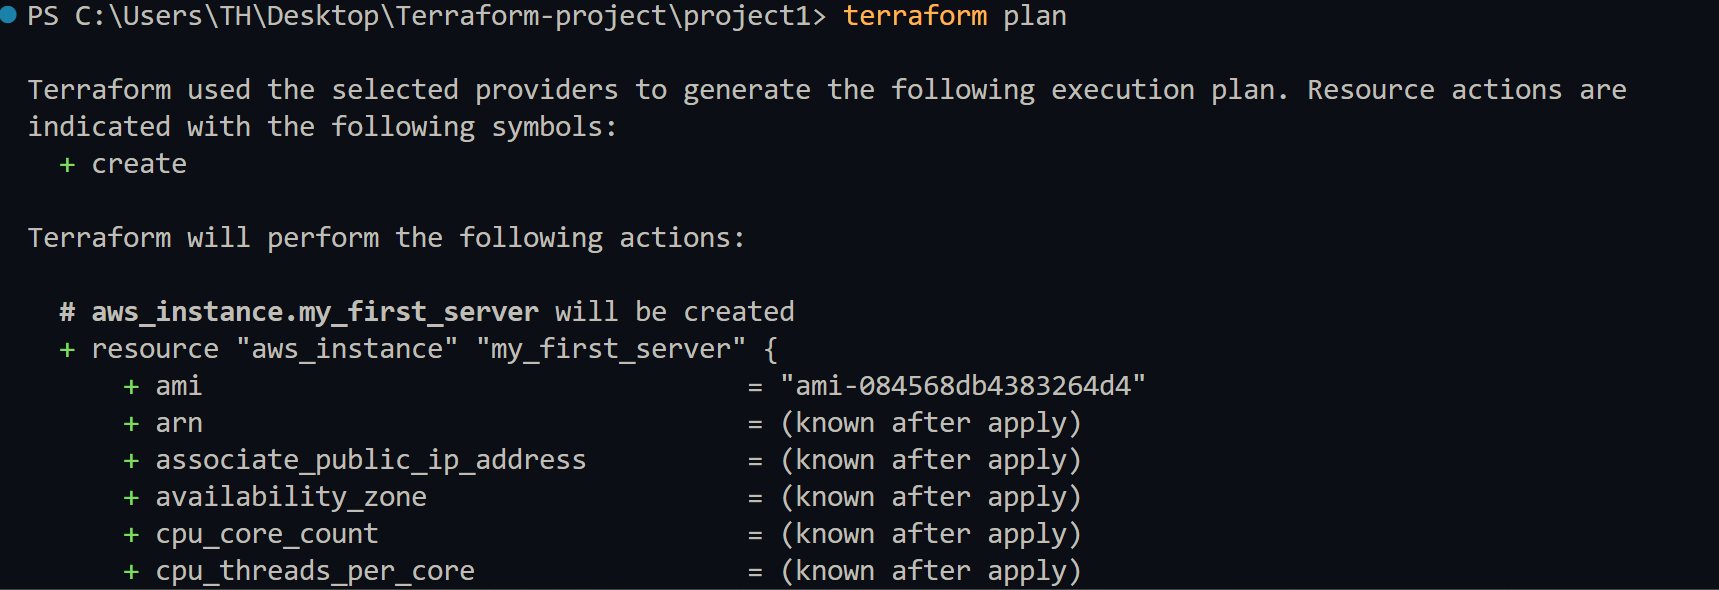 PS C:\Users\TH\Desktop\Terraform-project\project1> terraform plan
Terraform used the selected providers to generate the following execution plan. Resource actions are
indicated with the following symbols:
+ create
Terraform will perform the following actions:
# aws_instance.my_first_server will be created
+ resource "aws_instance" "my_first_server" {
+ ami = "ami-084568db4383264d4"
+ arn = (known after apply)
+ associate_public_ip_address = (known after apply)
+ availability_zone = (known after apply)
+ cpu_core_count = (known after apply)
+ cpu_threads_per_core = (known after apply)